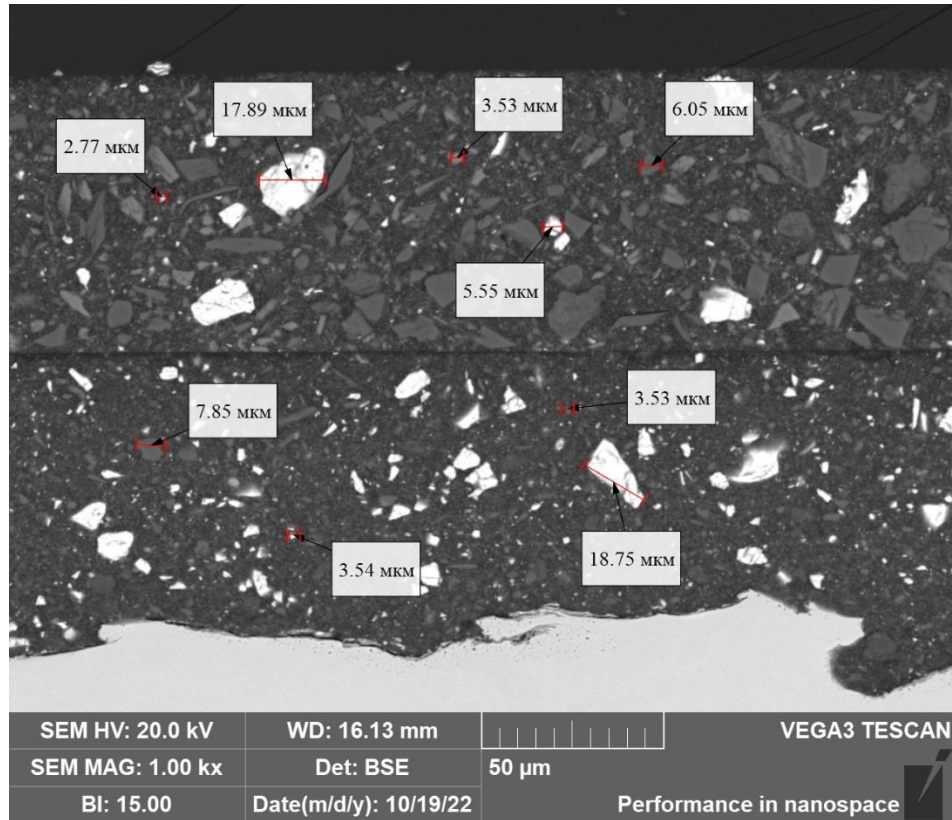 17.89 мкм
3.53 мкм
6.05 мкм
2.77 мкм
5.55 мкм
7.85 мкм
3.53 мкм
3.54 мкм
18.75 мкм
SEM HV: 20.0 kV
WD: 16.13 mm
VEGA3 TESCAN
SEM MAG: 1.00 kx
Det: BSE
50 µm
BI: 15.00
Date(m/d/y): 10/19/22
Performance in nanospace